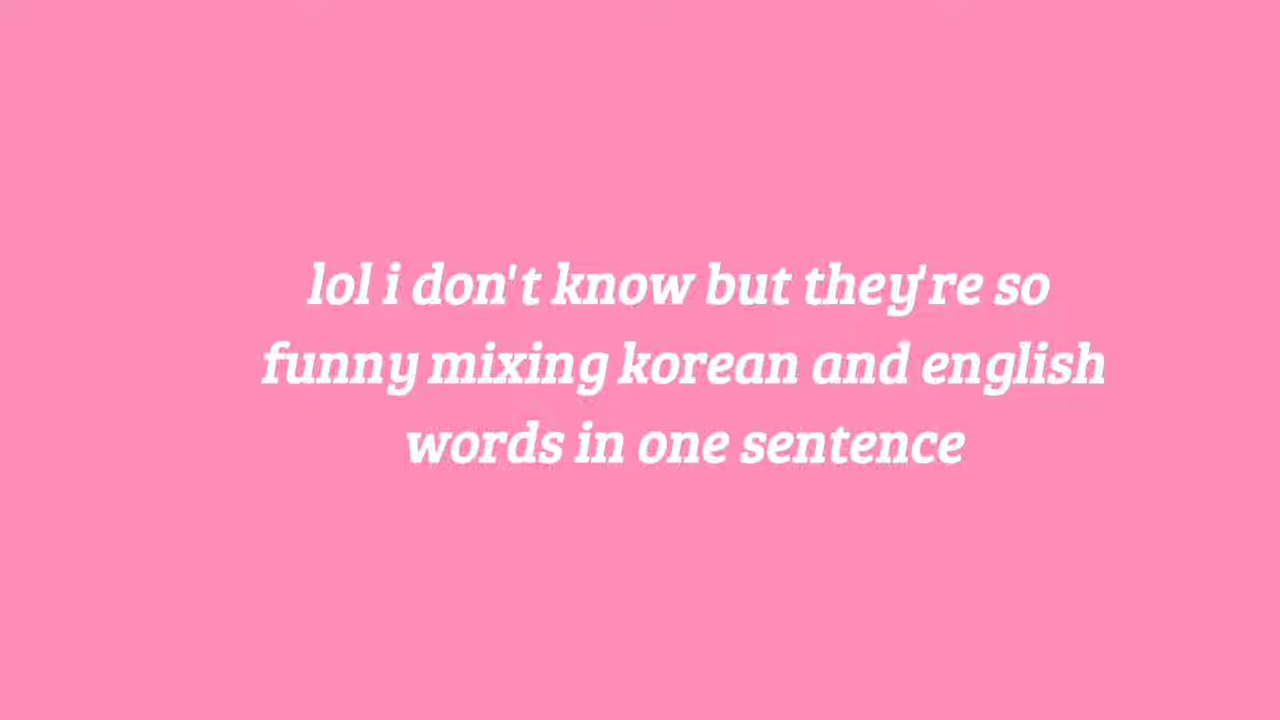 lol i don't know but they're so
funny mixing korean and english
words in one sentence